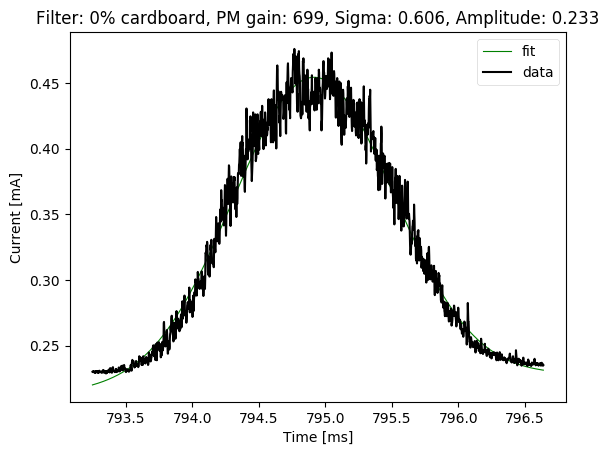 Filter: 0% cardboard, PM gain: 699, Sigma: 0.606, Amplitude: 0.233
fit
data
0.45
0.40
0.35
0.30
0.25
Current [mA]
793.5 794.0 794.5 795.0 795.5 796.0 796.5
Time [ms]